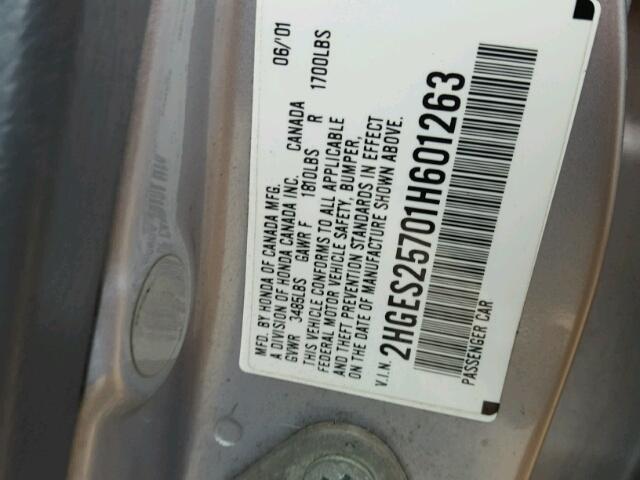 MFD. BY HONDA OF CANADA MFG. 06/01
A DIVISION OF HONDA CANADA INC. CANADA
GVWR 3485LBS GAWR F 1810LBS R 1700LBS
THIS VEHICLE CONFORMS TO ALL APPLICABLE
FEDERAL MOTOR VEHICLE SAFETY, BUMPER,
AND THEFT PREVENTION STANDARDS IN EFFECT
ON THE DATE OF MANUFACTURE SHOWN ABOVE.
V.I.N. 2HGES25701H601263
PASSENGER CAR